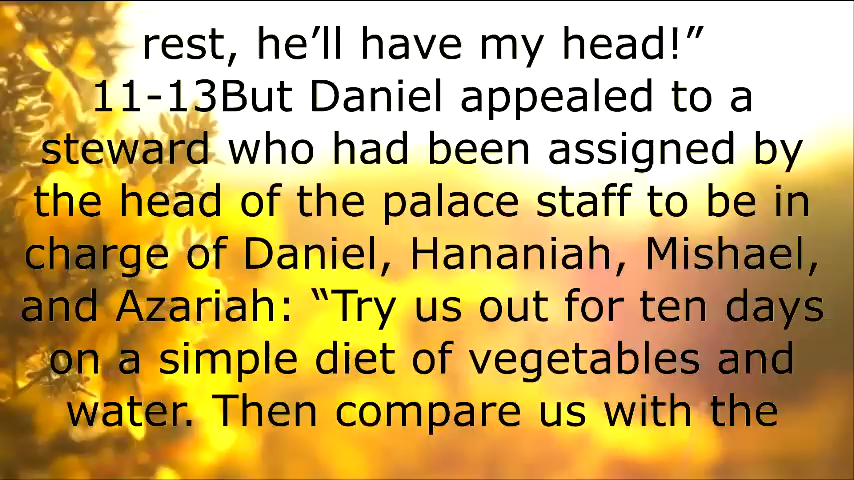 rest, he’ll have my head!”
11-13But Daniel appealed to a
steward who had been assigned by
the head of the palace staff to be in
charge of Daniel, Hananiah, Mishael,
and Azariah: “Try us out for ten days
on a simple diet of vegetables and
water. Then compare us with the